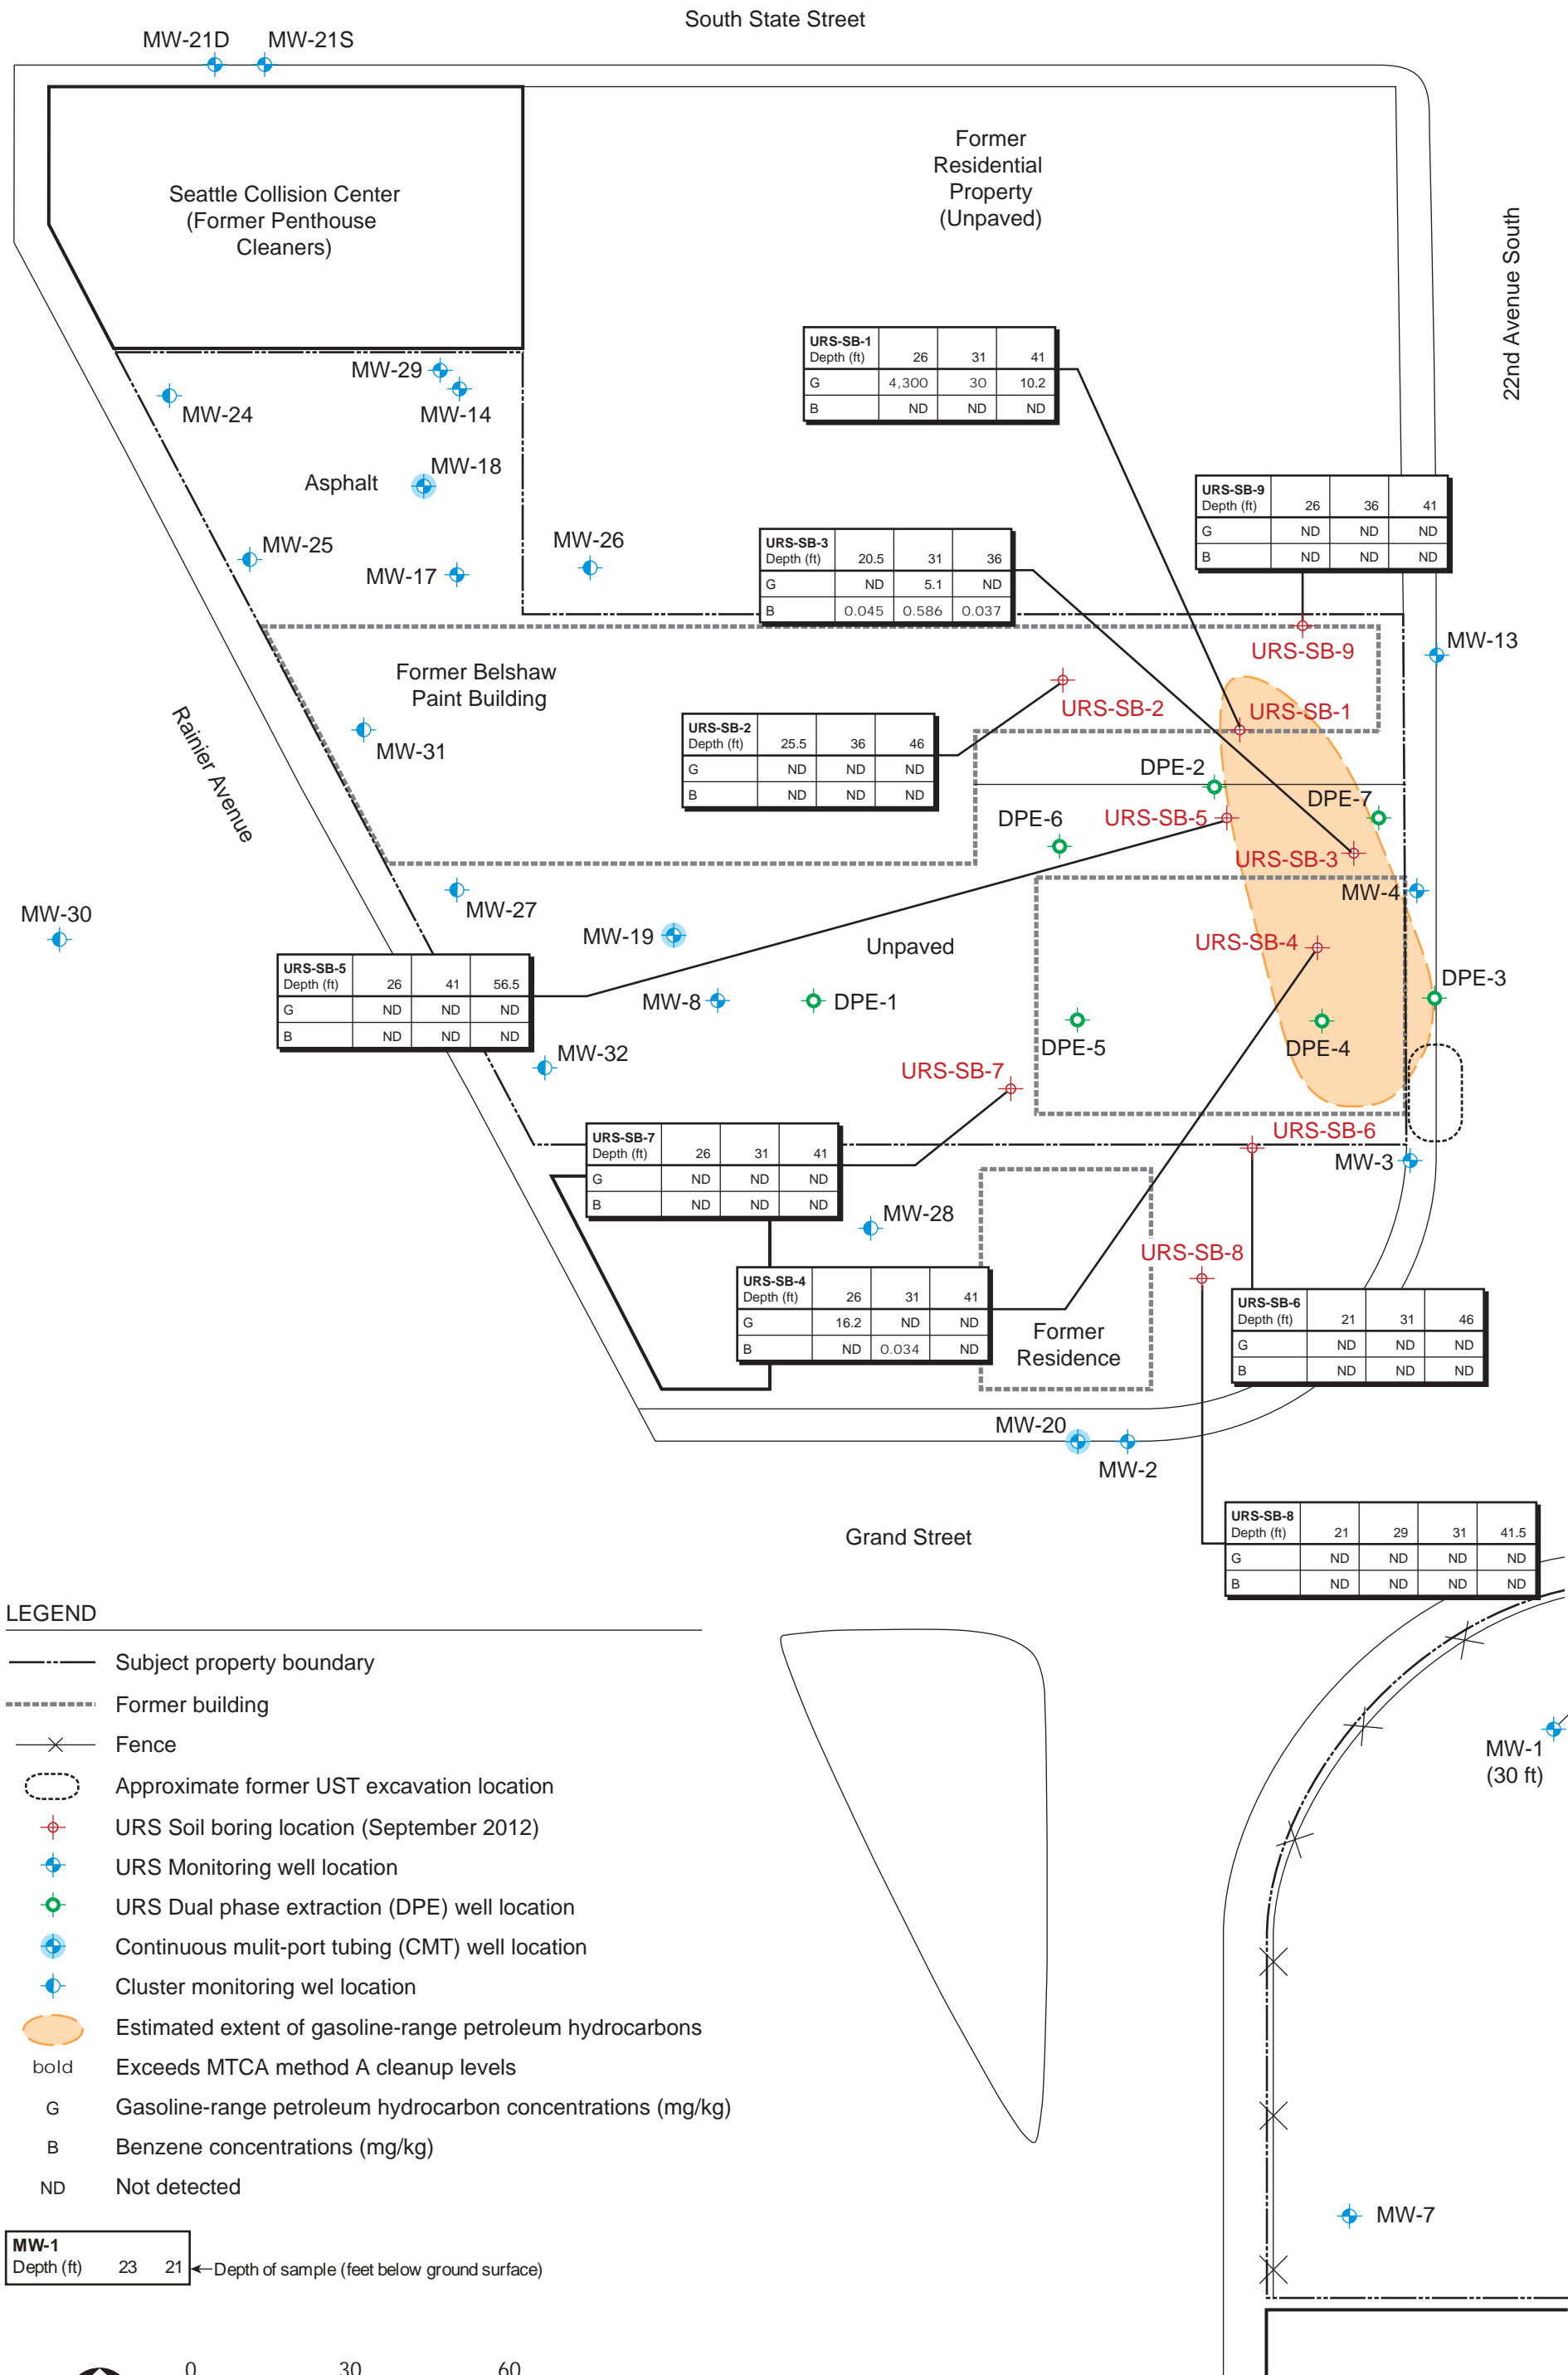 South State Street
MW-21D
MW-21S
Former
Residential
Property
(Unpaved)
Seattle Collision Center
(Former Penthouse
Cleaners)
22nd Avenue South
URS-SB-1
Depth (ft) 26 31 41
G 4,300 30 10.2
B ND ND ND
MW-29
MW-24
MW-14
MW-18
Asphalt
URS-SB-9
Depth (ft) 26 36 41
G ND ND ND
B ND ND ND
MW-25
MW-26
MW-17
URS-SB-3
Depth (ft) 20.5 31 36
G ND 5.1 ND
B 0.045 0.586 0.037
URS-SB-9
MW-13
Former Belshaw
Paint Building
URS-SB-2
URS-SB-1
Rainier Avenue
MW-31
URS-SB-2
Depth (ft) 25.5 36 46
G ND ND ND
B ND ND ND
DPE-2
DPE-7
DPE-6
URS-SB-5
URS-SB-3
MW-4
MW-27
MW-30
MW-19
Unpaved
URS-SB-4
URS-SB-5
Depth (ft) 26 41 56.5
G ND ND ND
B ND ND ND
DPE-3
MW-8
DPE-1
DPE-5
DPE-4
MW-32
URS-SB-7
URS-SB-6
URS-SB-7
Depth (ft) 26 31 41
G ND ND ND
B ND ND ND
MW-3
MW-28
URS-SB-8
URS-SB-4
Depth (ft) 26 31 41
G 16.2 ND ND
B ND 0.034 ND
Former
Residence
URS-SB-6
Depth (ft) 21 31 46
G ND ND ND
B ND ND ND
MW-20
MW-2
Grand Street
URS-SB-8
Depth (ft) 21 29 31 41.5
G ND ND ND ND
B ND ND ND ND
LEGEND
Subject property boundary
Former building
Fence
Approximate former UST excavation location
URS Soil boring location (September 2012)
URS Monitoring well location
URS Dual phase extraction (DPE) well location
Continuous mulit-port tubing (CMT) well location
Cluster monitoring wel location
Estimated extent of gasoline-range petroleum hydrocarbons
bold Exceeds MTCA method A cleanup levels
G Gasoline-range petroleum hydrocarbon concentrations (mg/kg)
B Benzene concentrations (mg/kg)
ND Not detected
MW-1
(30 ft)
MW-7
MW-1
Depth (ft) 23 21 Depth of sample (feet below ground surface)
0 30 60